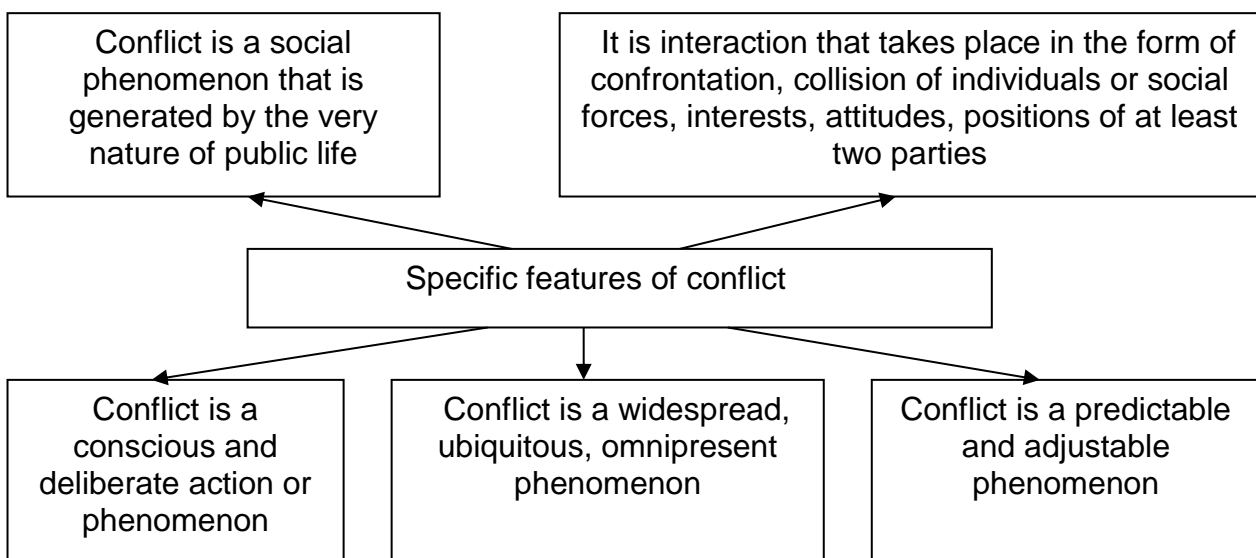 Conflict is a social
phenomenon that is
generated by the very
nature of public life
It is interaction that takes place in the form of
confrontation, collision of individuals or social
forces, interests, attitudes, positions of at least
two parties
Specific features of conflict
Conflict is a
conscious and
deliberate action or
phenomenon
Conflict is a widespread,
ubiquitous, omnipresent
phenomenon
Conflict is a predictable
and adjustable
phenomenon